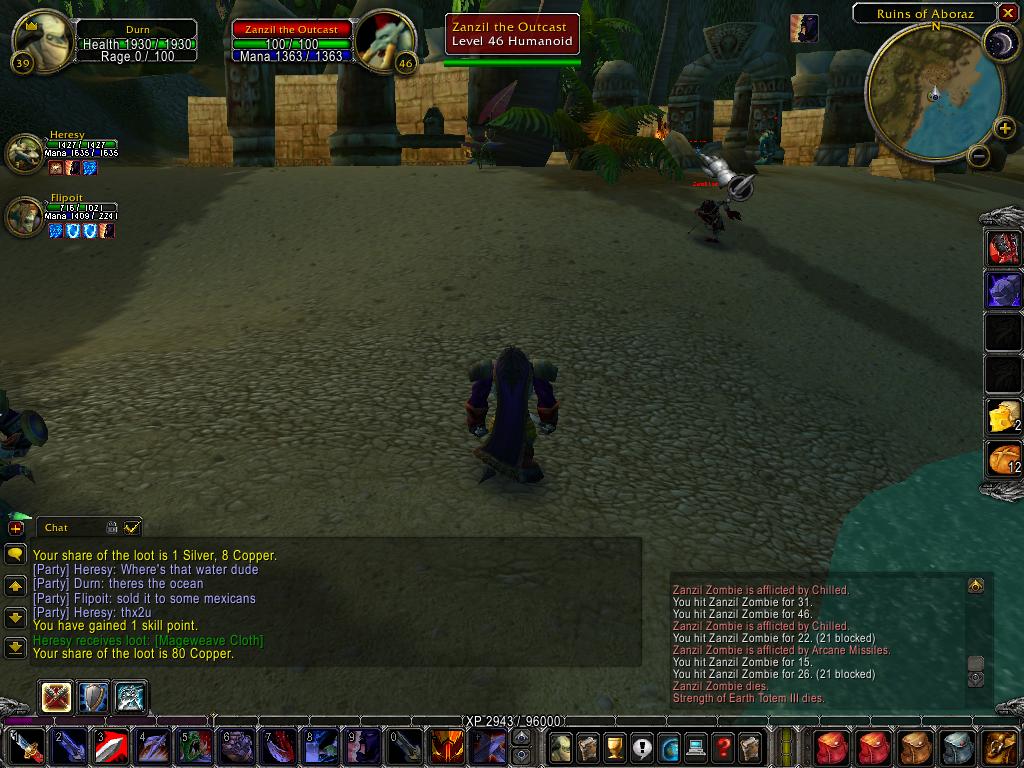 Durn
Health 1930 / 1930
Rage 0 / 100
39
Zanzil the Outcast
100 / 100
Mana 1363 / 1363
46
Zanzil the Outcast
Level 46 Humanoid
Ruins of Aboraz
N
Heresy
1427 / 1427
Mana 1636 / 1636
Flipoit
716 / 1021
Mana 1409 / 2241
2
12
Chat
Your share of the loot is 1 Silver, 8 Copper.
[Party] Heresy: Where's that water dude
[Party] Durn: theres the ocean
[Party] Flipoit: sold it to some mexicans
[Party] Heresy: thx2u
You have gained 1 skill point.
Heresy receives loot: [Mageweave Cloth]
Your share of the loot is 80 Copper.
Zanzil Zombie is afflicted by Chilled.
You hit Zanzil Zombie for 31.
You hit Zanzil Zombie for 46.
Zanzil Zombie is afflicted by Chilled.
You hit Zanzil Zombie for 22. (21 blocked)
Zanzil Zombie is afflicted by Arcane Missiles.
You hit Zanzil Zombie for 15.
You hit Zanzil Zombie for 26. (21 blocked)
Zanzil Zombie dies.
Strength of Earth Totem III dies.
XP 2943 / 96000
1 2 3 4 5 6 7 8 9 0 - =